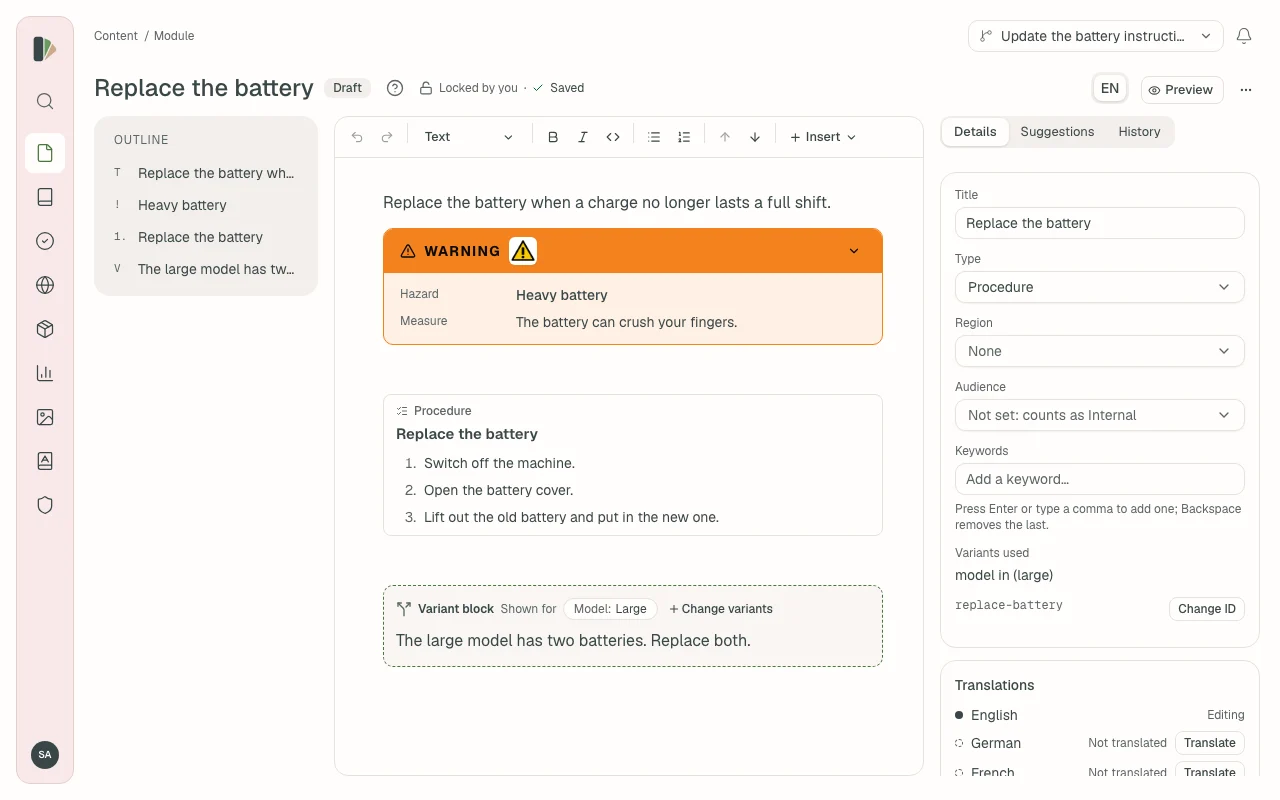 Content / Module
Update the battery instructi...
Replace the battery
Draft
Locked by you · Saved
EN
Preview
OUTLINE
T Replace the battery wh...
! Heavy battery
1. Replace the battery
V The large model has tw...
Text
B I
Insert
Replace the battery when a charge no longer lasts a full shift.
WARNING
Hazard Heavy battery
Measure The battery can crush your fingers.
Procedure
Replace the battery
1. Switch off the machine.
2. Open the battery cover.
3. Lift out the old battery and put in the new one.
Variant block Shown for Model: Large + Change variants
The large model has two batteries. Replace both.
Details Suggestions History
Title
Replace the battery
Type
Procedure
Region
None
Audience
Not set: counts as Internal
Keywords
Add a keyword...
Press Enter or type a comma to add one; Backspace
removes the last.
Variants used
model in (large)
replace-battery Change ID
Translations
English Editing
German Not translated Translate
French Not translated Translate
SA